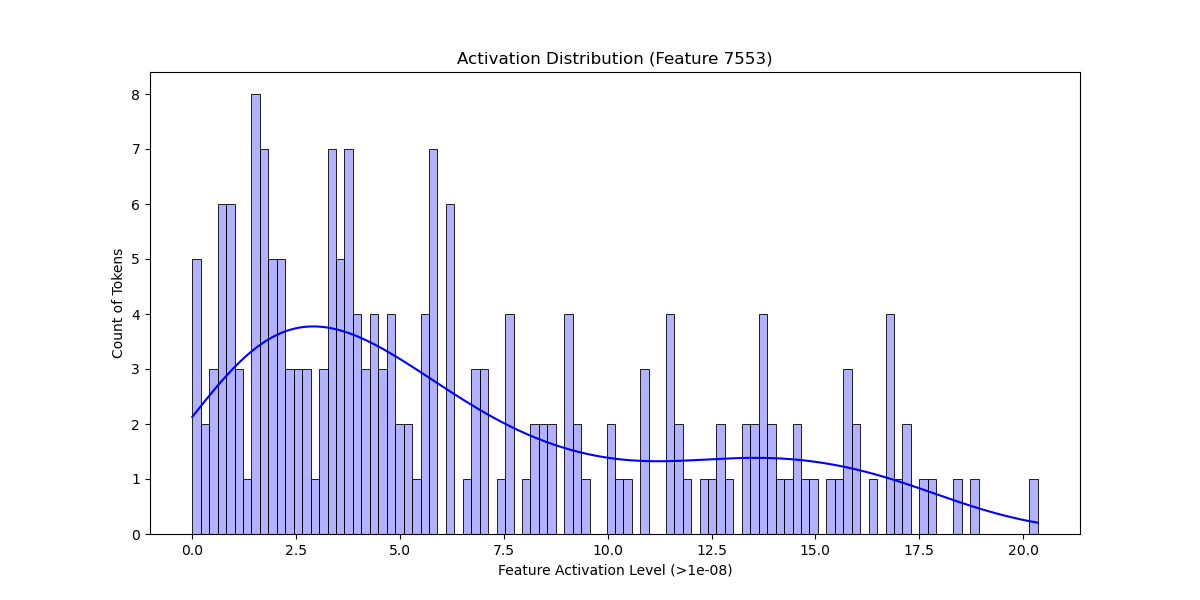 Activation Distribution (Feature 7553)
Count of Tokens
8
7
6
5
4
3
2
1
0
0.0 2.5 5.0 7.5 10.0 12.5 15.0 17.5 20.0
Feature Activation Level (>1e-08)